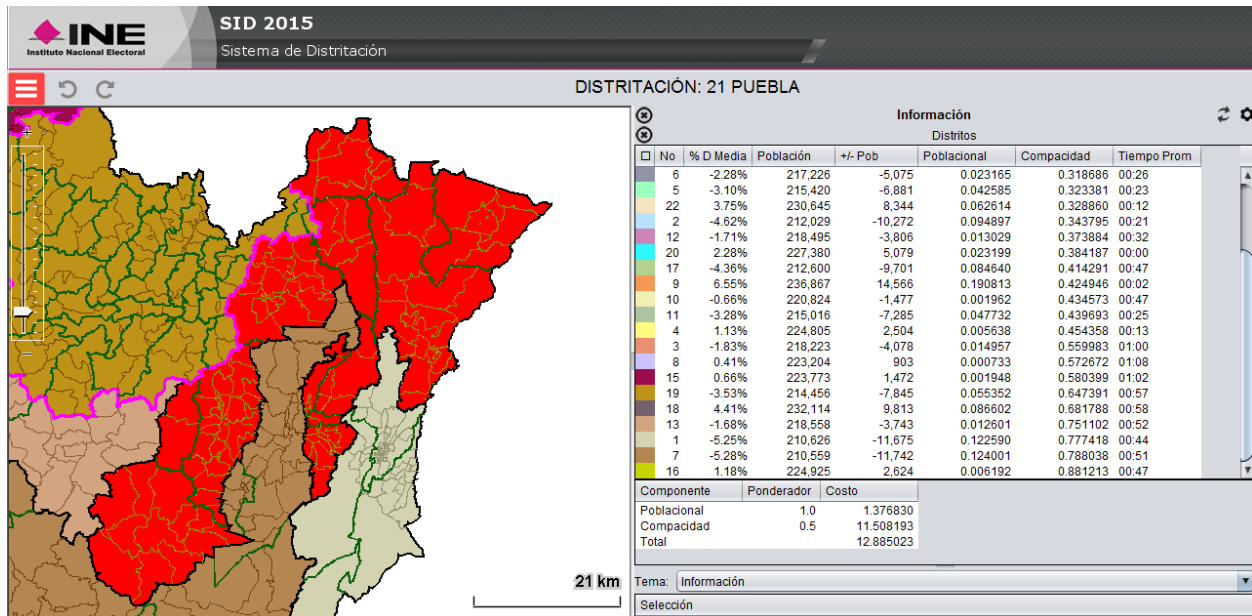 INE
Instituto Nacional Electoral
SID 2015
Sistema de Distritación
DISTRITACIÓN: 21 PUEBLA
Información
Distritos
No % D Media Población +/- Pob Poblacional Compacidad Tiempo Prom
6 -2.28% 217,226 -5,075 0.023165 0.318686 00:26
5 -3.10% 215,420 -6,881 0.042585 0.323381 00:23
22 3.75% 230,645 8,344 0.062614 0.328860 00:12
2 -4.62% 212,029 -10,272 0.094897 0.343795 00:21
12 -1.71% 218,495 -3,806 0.013029 0.373884 00:32
20 2.28% 227,380 5,079 0.023199 0.384187 00:00
17 -4.36% 212,600 -9,701 0.084640 0.414291 00:47
9 6.55% 236,867 14,566 0.190813 0.424946 00:02
10 -0.66% 220,824 -1,477 0.001962 0.434573 00:47
11 -3.28% 215,016 -7,285 0.047732 0.439693 00:25
4 1.13% 224,805 2,504 0.005638 0.454358 00:13
3 -1.83% 218,223 -4,078 0.014957 0.559983 01:00
8 0.41% 223,204 903 0.000733 0.572672 01:08
15 0.66% 223,773 1,472 0.001948 0.580399 01:02
19 -3.53% 214,456 -7,845 0.055352 0.647391 00:57
18 4.41% 232,114 9,813 0.086602 0.681788 00:58
13 -1.68% 218,558 -3,743 0.012601 0.751102 00:52
1 -5.25% 210,626 -11,675 0.122590 0.777418 00:44
7 -5.28% 210,559 -11,742 0.124001 0.788038 00:51
16 1.18% 224,925 2,624 0.006192 0.881213 00:47
Componente Ponderador Costo
Poblacional 1.0 1.376830
Compacidad 0.5 11.508193
Total 12.885023
21 km
Tema: Información
Selección